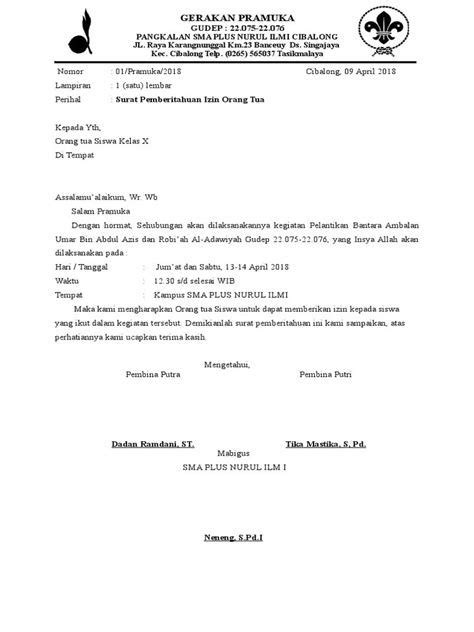 GERAKAN PRAMUKA
GUDEP : 22.075-22.076
PANGKALAN SMA PLUS NURUL ILMI CIBALONG
JL. Raya Karangnunggal Km.23 Banceuy Ds. Singajaya
Kec. Cibalong Telp. (0265) 565037 Tasikmalaya
Nomor : 01/Pramuka/2018 Cibalong, 09 April 2018
Lampiran : 1 (satu) lembar
Perihal : Surat Pemberitahuan Izin Orang Tua
Kepada Yth,
Orang tua Siswa Kelas X
Di Tempat
Assalamu'alaikum, Wr. Wb
Salam Pramuka
Dengan hormat, Sehubungan akan dilaksanakannya kegiatan Pelantikan Bantara Ambalan
Umar Bin Abdul Azis dan Robi'ah Al-Adawiyah Gudep 22.075-22.076, yang Insya Allah akan
dilaksanakan pada :
Hari / Tanggal : Jum'at dan Sabtu, 13-14 April 2018
Waktu : 12.30 s/d selesai WIB
Tempat : Kampus SMA PLUS NURUL ILMI
Maka kami mengharapkan Orang tua Siswa untuk dapat memberikan izin kepada siswa
yang ikut dalam kegiatan tersebut. Demikianlah surat pemberitahuan ini kami sampaikan, atas
perhatiannya kami ucapkan terima kasih.
Mengetahui,
Pembina Putra Pembina Putri
Dadan Ramdani, ST. Tika Mastika, S, Pd.
Mabigus
SMA PLUS NURUL ILM I
Neneng, S.Pd.I